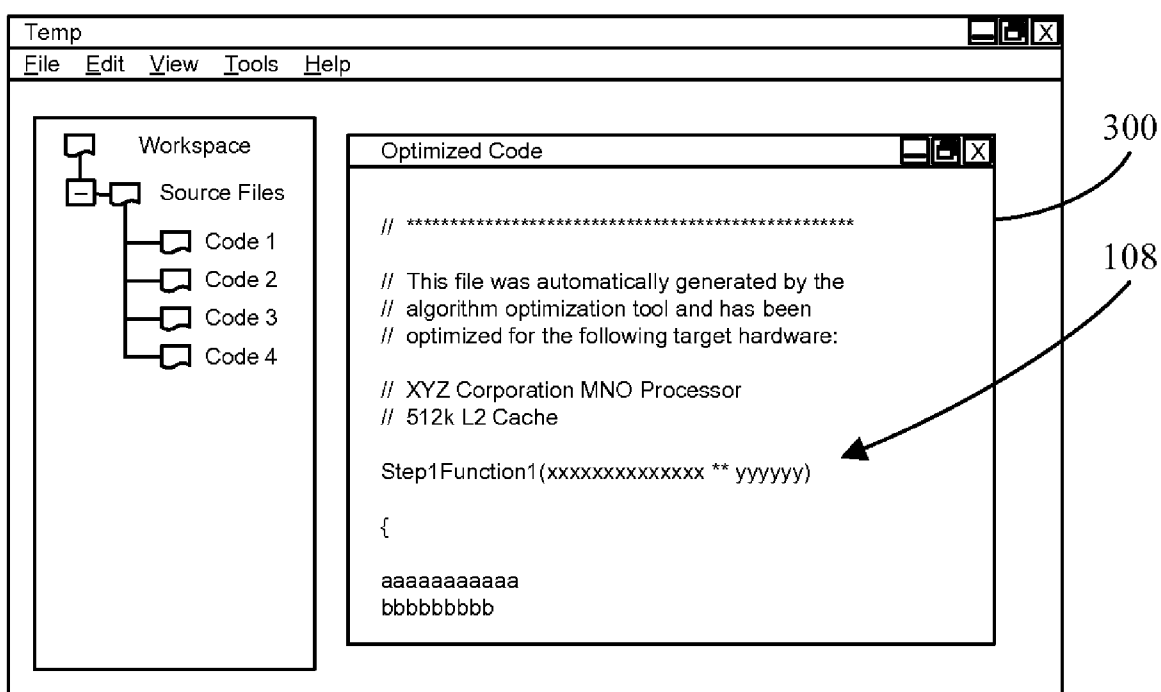 Temp
X
File Edit View Tools Help
Workspace
Source Files
Code 1
Code 2
Code 3
Code 4
Optimized Code
X
// ****************************************************
// This file was automatically generated by the
// algorithm optimization tool and has been
// optimized for the following target hardware:
// XYZ Corporation MNO Processor
// 512k L2 Cache
Step1Function1(xxxxxxxxxxxxxx ** yyyyyy)
{
aaaaaaaaaaa
bbbbbbbbb
300
108